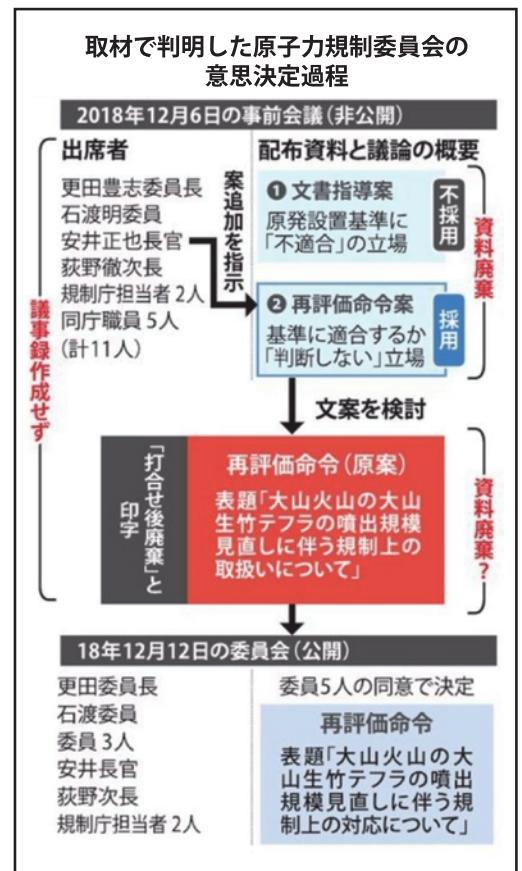 取材で判明した原子力規制委員会の
意思決定過程
2018年12月6日の事前会議(非公開)
出席者
更田豊志委員長
石渡明委員
安井正也長官
荻野徹次長
規制庁担当者2人
同庁職員5人
(計11人)
議事録作成せず
案追加を指示
配布資料と議論の概要
❶文書指導案
原発設置基準に
「不適合」の立場
不採用
❷再評価命令案
基準に適合するか
「判断しない」立場
採用
資料廃棄
文案を検討
「打合せ後廃棄」と
印字
再評価命令(原案)
表題「大山火山の大山
生竹テフラの噴出規模
見直しに伴う規制上の
取扱いについて」
資料廃棄?
18年12月12日の委員会(公開)
更田委員長
石渡委員
委員3人
安井長官
荻野次長
規制庁担当者2人
委員5人の同意で決定
再評価命令
表題「大山火山の大
山生竹テフラの噴出
規模見直しに伴う規
制上の対応について」